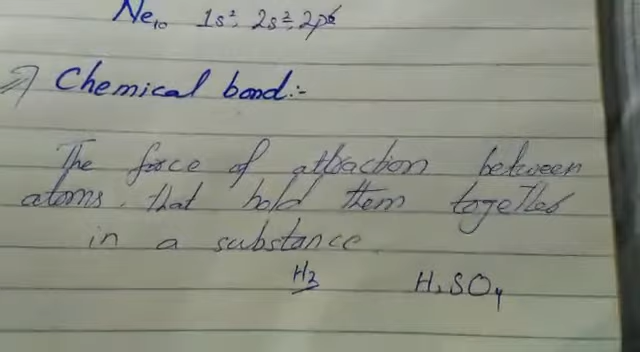 Ne₁₀ 1s², 2s², 2p⁶
⇒ Chemical bond:-
The force of attraction between
atoms, that hold them together
in a substance.
H₂ H₂SO₄